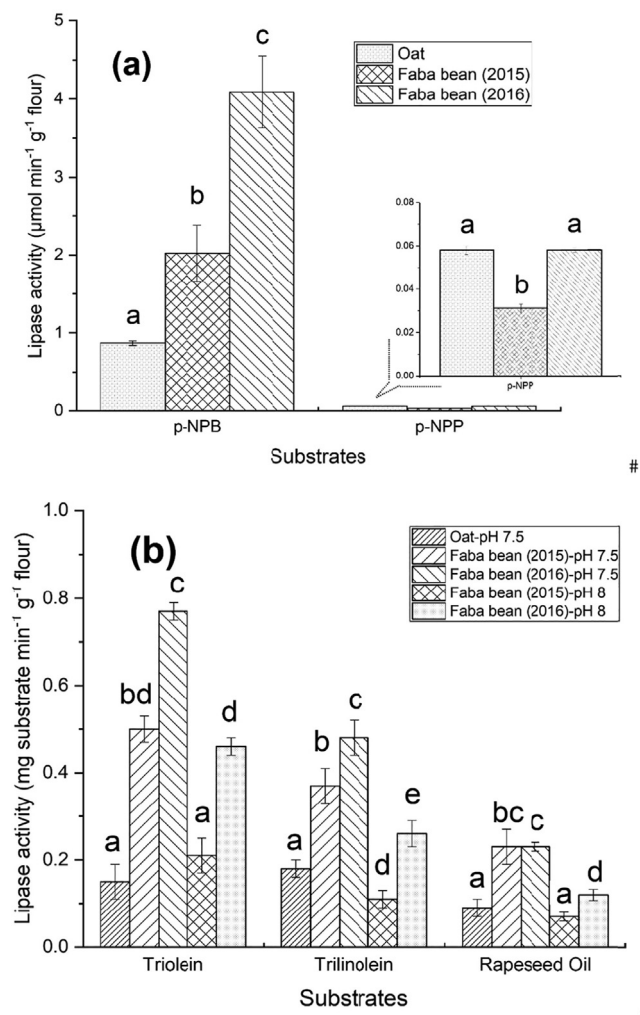 (a)
Oat
Faba bean (2015)
Faba bean (2016)
Lipase activity (μmol min⁻¹ g⁻¹ flour)
5
4
3
2
1
0
a
b
c
0.08
0.06
0.04
0.02
0.00
a
b
a
p-NPP
p-NPB
p-NPP
Substrates
#
(b)
Oat-pH 7.5
Faba bean (2015)-pH 7.5
Faba bean (2016)-pH 7.5
Faba bean (2015)-pH 8
Faba bean (2016)-pH 8
Lipase activity (mg substrate min⁻¹ g⁻¹ flour)
1.0
0.8
0.6
0.4
0.2
0.0
a
bd
c
a
d
a
b
c
d
e
a
bc
c
a
d
Triolein
Trilinolein
Rapeseed Oil
Substrates